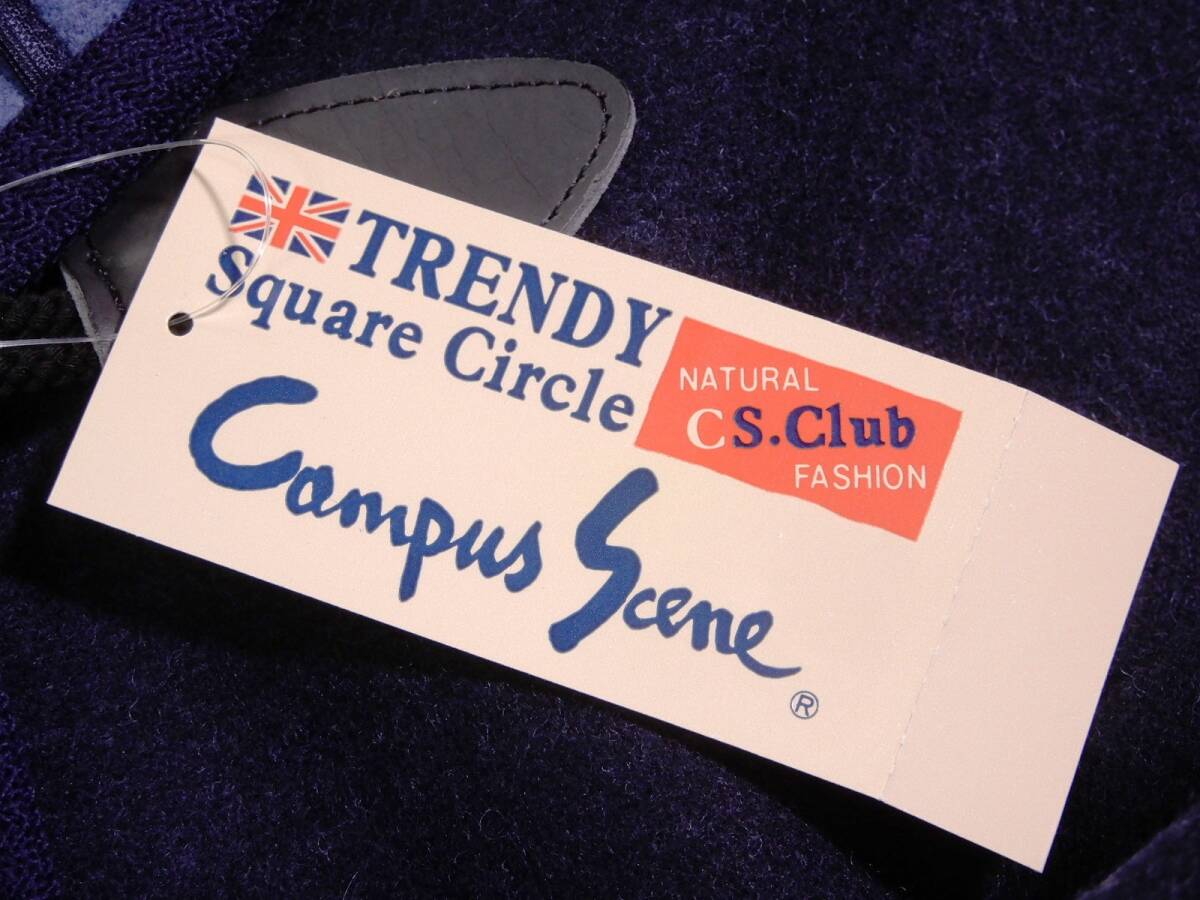 TRENDY
Square Circle
NATURAL
CS.Club
FASHION
Campus Scene
®